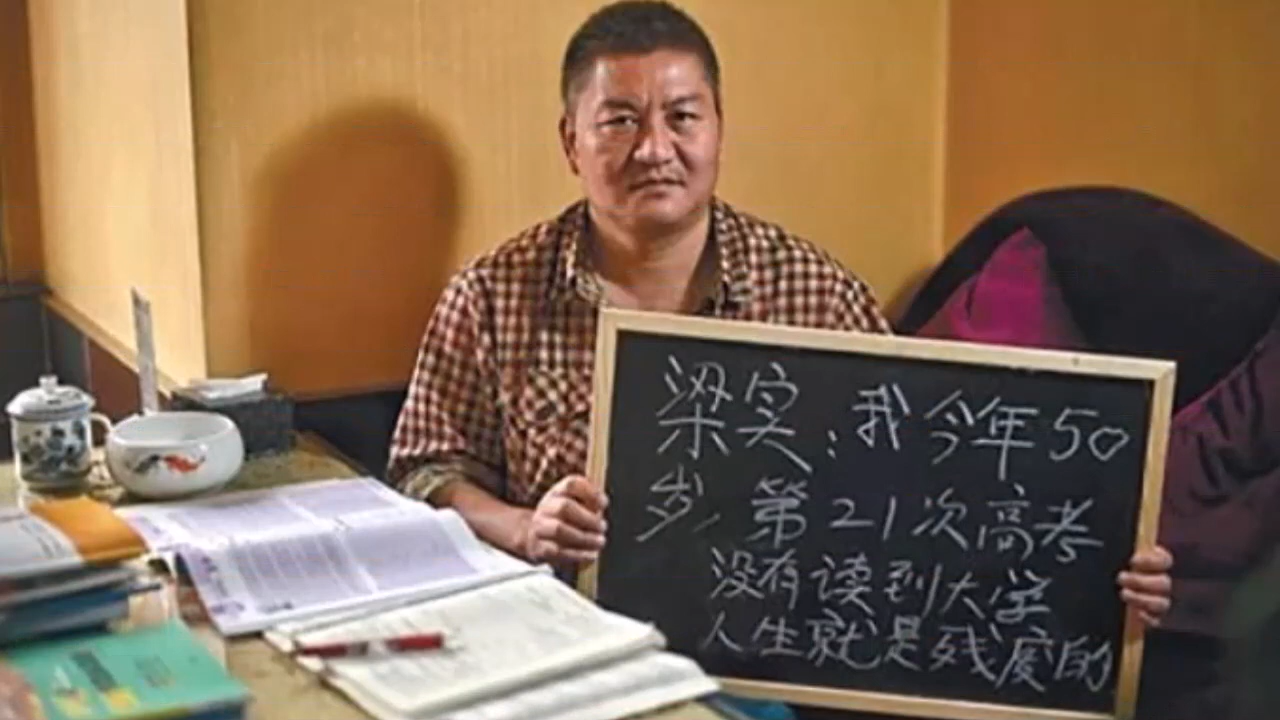 梁实:我今年50
岁,第21次高考
没有读到大学
人生就是残废的